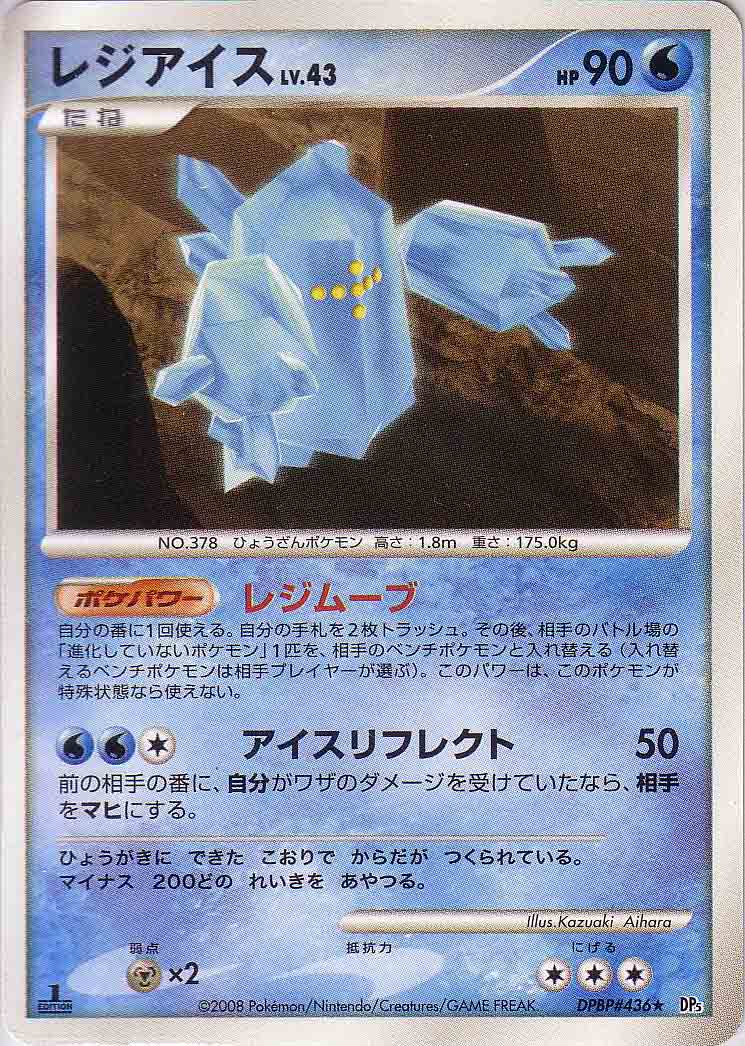 レジアイス LV.43 HP 90
たね
NO.378 ひょうざんポケモン 高さ:1.8m 重さ:175.0kg
ポケパワー レジムーブ
自分の番に1回使える。自分の手札を2枚トラッシュ。その後、相手のバトル場の
「進化していないポケモン」1匹を、相手のベンチポケモンと入れ替える(入れ替
えるベンチポケモンは相手プレイヤーが選ぶ)。このパワーは、このポケモンが
特殊状態なら使えない。
アイスリフレクト 50
前の相手の番に、自分がワザのダメージを受けていたなら、相手
をマヒにする。
ひょうがきに できた こおりで からだが つくられている。
マイナス 200どの れいきを あやつる。
Illus.Kazuaki Aihara
弱点 抵抗力 にげる
×2
1 EDITION ©2008 Pokémon/Nintendo/Creatures/GAME FREAK. DPBP#436★ DP5